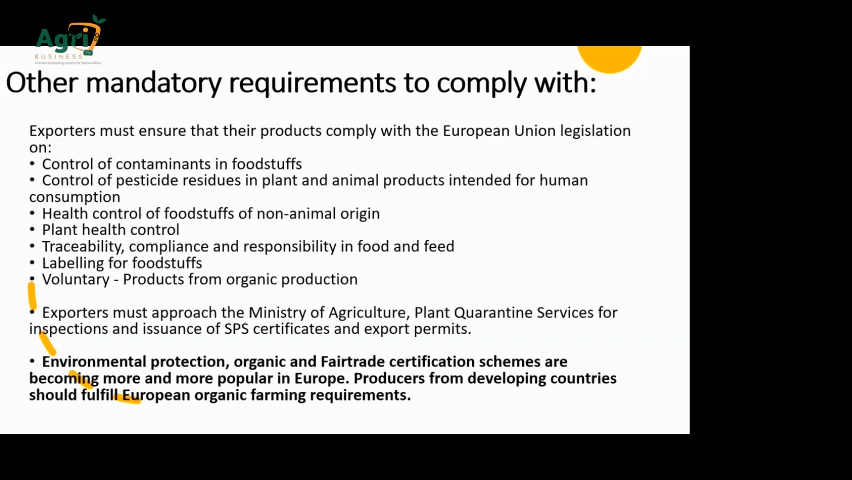 Agri
BUSINESS
Other mandatory requirements to comply with:
Exporters must ensure that their products comply with the European Union legislation
on:
• Control of contaminants in foodstuffs
• Control of pesticide residues in plant and animal products intended for human
consumption
• Health control of foodstuffs of non-animal origin
• Plant health control
• Traceability, compliance and responsibility in food and feed
• Labelling for foodstuffs
• Voluntary - Products from organic production
• Exporters must approach the Ministry of Agriculture, Plant Quarantine Services for
inspections and issuance of SPS certificates and export permits.
• Environmental protection, organic and Fairtrade certification schemes are
becoming more and more popular in Europe. Producers from developing countries
should fulfill European organic farming requirements.